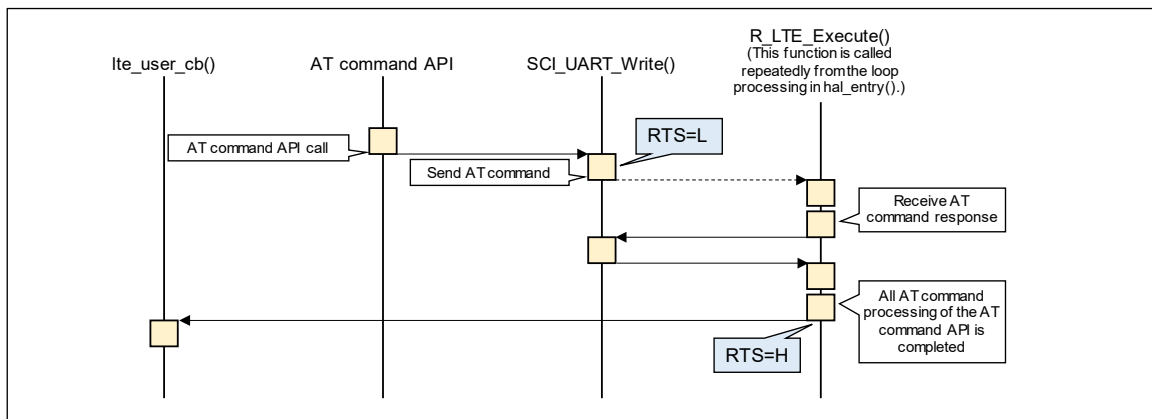 lte_user_cb()
AT command API
SCI_UART_Write()
R_LTE_Execute()
(This function is called
repeatedly from the loop
processing in hal_entry().)
AT command API call
RTS=L
Send AT command
Receive AT
command response
All AT command
processing of the AT
command API is
completed
RTS=H